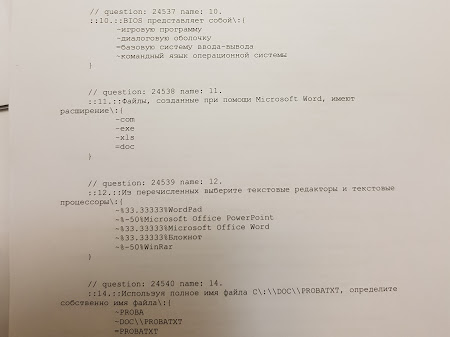 // question: 24537 name: 10.
::10.::BIOS представляет собой\:{
~игровую программу
~диалоговую оболочку
=базовую систему ввода-вывода
~командный язык операционной системы
}
// question: 24538 name: 11.
::11.::Файлы, созданные при помощи Microsoft Word, имеют
расширение\:{
~com
~exe
~xls
=doc
}
// question: 24539 name: 12.
::12.::Из перечисленных выберите текстовые редакторы и текстовые
процессоры\:{
~%33.33333%WordPad
~%-50%Microsoft Office PowerPoint
~%33.33333%Microsoft Office Word
~%33.33333%Блокнот
~%-50%WinRar
}
// question: 24540 name: 14.
::14.::Используя полное имя файла C\:\\DOC\\PROBATXT, определите
собственно имя файла\:{
~PROBA
~DOC\\PROBATXT
=PROBATXT